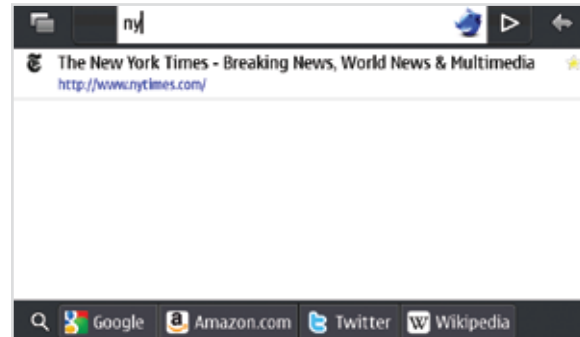 ny
The New York Times - Breaking News, World News & Multimedia
http://www.nytimes.com/
Google Amazon.com Twitter Wikipedia